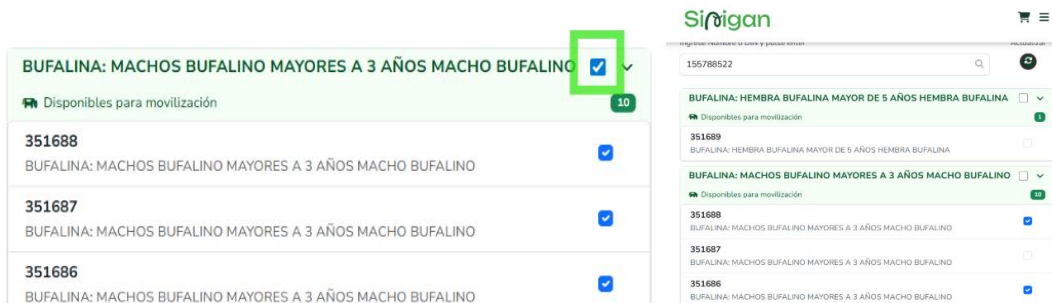 BUFALINA: MACHOS BUFALINO MAYORES A 3 AÑOS MACHO BUFALINO
Disponibles para movilización
10
351688
BUFALINA: MACHOS BUFALINO MAYORES A 3 AÑOS MACHO BUFALINO
351687
BUFALINA: MACHOS BUFALINO MAYORES A 3 AÑOS MACHO BUFALINO
351686
BUFALINA: MACHOS BUFALINO MAYORES A 3 AÑOS MACHO BUFALINO
Sinigan
Ingrese Nombre o DIN y pulse enter
Actualizar
155788522
BUFALINA: HEMBRA BUFALINA MAYOR DE 5 AÑOS HEMBRA BUFALINA
Disponibles para movilización
1
351689
BUFALINA: HEMBRA BUFALINA MAYOR DE 5 AÑOS HEMBRA BUFALINA
BUFALINA: MACHOS BUFALINO MAYORES A 3 AÑOS MACHO BUFALINO
Disponibles para movilización
10
351688
BUFALINA: MACHOS BUFALINO MAYORES A 3 AÑOS MACHO BUFALINO
351687
BUFALINA: MACHOS BUFALINO MAYORES A 3 AÑOS MACHO BUFALINO
351686
BUFALINA: MACHOS BUFALINO MAYORES A 3 AÑOS MACHO BUFALINO